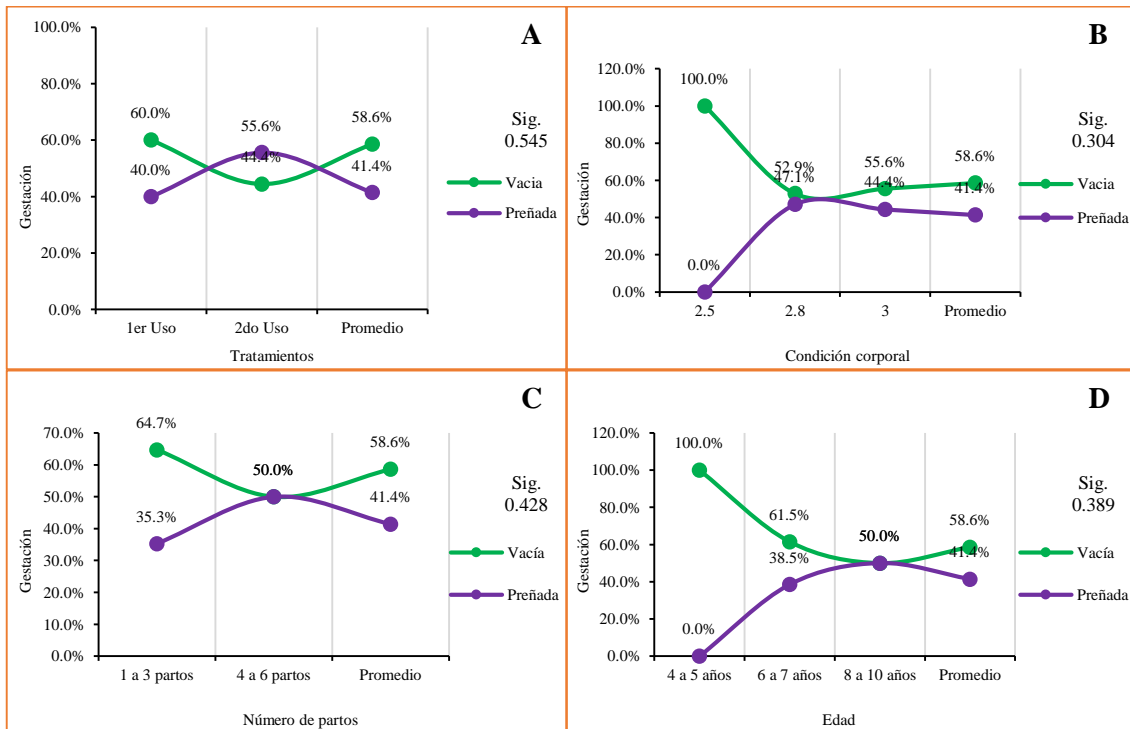 A
100.0%
80.0%
60.0%
40.0%
20.0%
0.0%
Gestación
60.0%
40.0%
55.6%
44.4%
58.6%
41.4%
1er Uso
2do Uso
Promedio
Tratamientos
Sig.
0.545
Vacia
Preñada
B
120.0%
100.0%
80.0%
60.0%
40.0%
20.0%
0.0%
Gestación
100.0%
0.0%
52.9%
47.1%
55.6%
44.4%
58.6%
41.4%
2.5
2.8
3
Promedio
Condición corporal
Sig.
0.304
Vacia
Preñada
C
70.0%
60.0%
50.0%
40.0%
30.0%
20.0%
10.0%
0.0%
Gestación
64.7%
35.3%
50.0%
58.6%
41.4%
1 a 3 partos
4 a 6 partos
Promedio
Número de partos
Sig.
0.428
Vacía
Preñada
D
120.0%
100.0%
80.0%
60.0%
40.0%
20.0%
0.0%
Gestación
100.0%
0.0%
61.5%
38.5%
50.0%
58.6%
41.4%
4 a 5 años
6 a 7 años
8 a 10 años
Promedio
Edad
Sig.
0.389
Vacía
Preñada